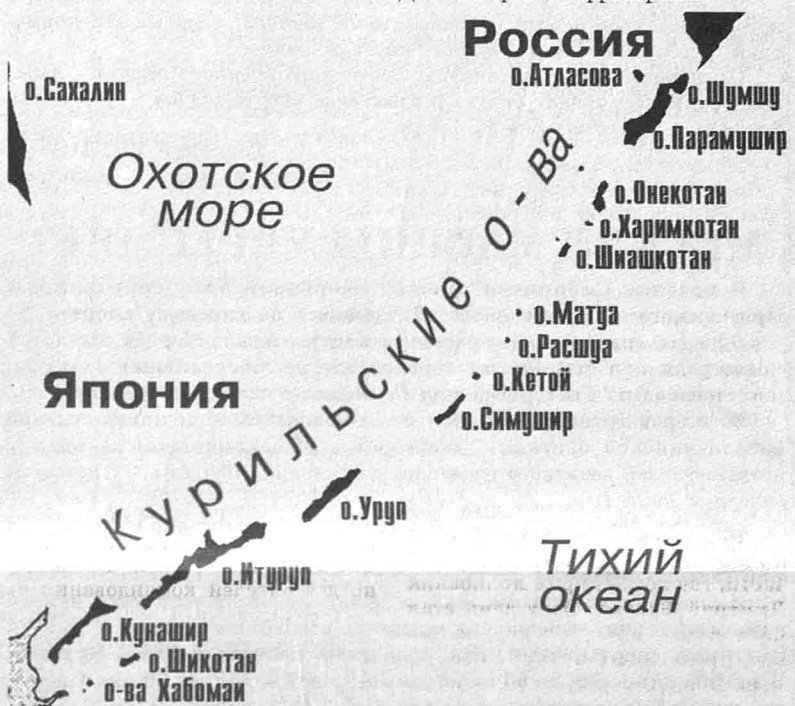 Россия
о.Атласова
о.Сахалин
о.Шумшу
о.Парамушир
Охотское
море
о.Онекотан
о.Харимкотан
о.Шиашкотан
Курильские о-ва
о.Матуа
о.Расшуа
о.Кетой
о.Симушир
Япония
о.Уруп
Тихий
океан
о.Итуруп
о.Кунашир
о.Шикотан
о-ва Хабомаи